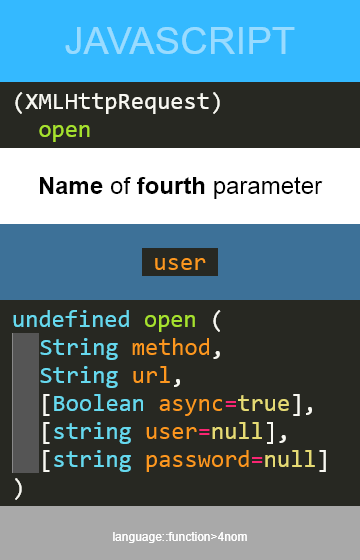 JAVASCRIPT
(XMLHttpRequest)
open
Name of fourth parameter
user
undefined open (
String method,
String url,
[Boolean async=true],
[string user=null],
[string password=null]
)
language::function>4nom